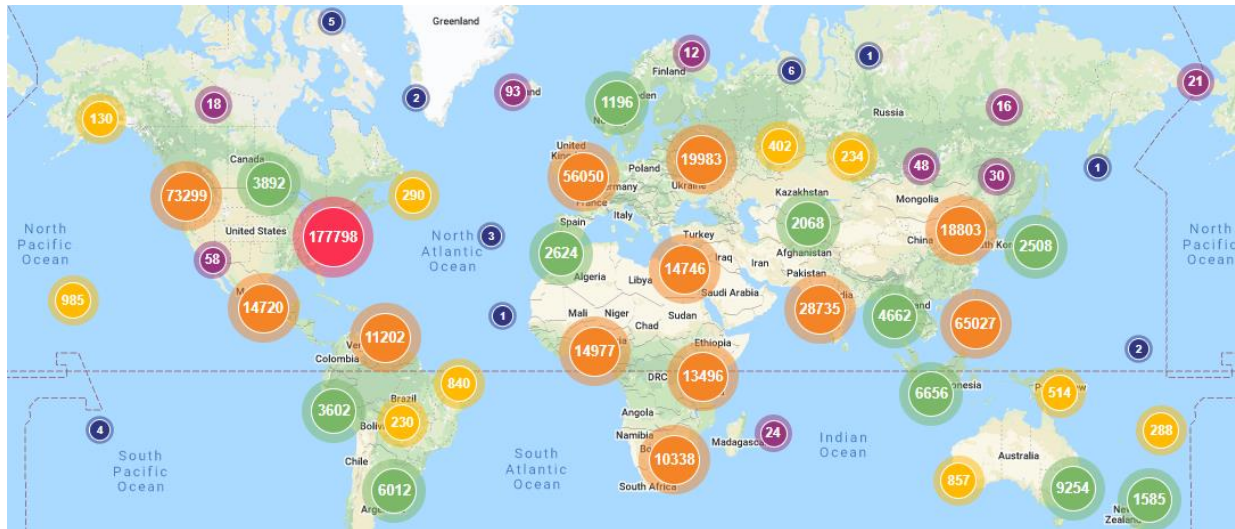 5
Greenland
12
Finland
1
6
93
2
18
130
1196
Russia
16
21
Canada
3892
73299
290
United
56050
Poland
19983
Ukraine
France
402
234
48
30
1
Kazakhstan
Mongolia
North
Pacific
Ocean
United States
177798
North
Atlantic
Ocean
3
Spain
Italy
2624
Turkey
2068
Afghanistan
China
18803
2508
North
Pacific
Ocean
58
Algeria
14746
Iraq
Iran
Pakistan
985
14720
1
Mali
Niger
Chad
Sudan
Saudi Arabia
28735
4662
65027
11202
Colombia
14977
Ethiopia
DRC
13496
2
3602
840
Brazil
230
6656
514
4
Angola
Namibia
Madagascar
24
Indian
Ocean
288
South
Pacific
Ocean
Chile
6012
South
Atlantic
Ocean
10338
South Africa
Australia
857
9254
1585
Zealand